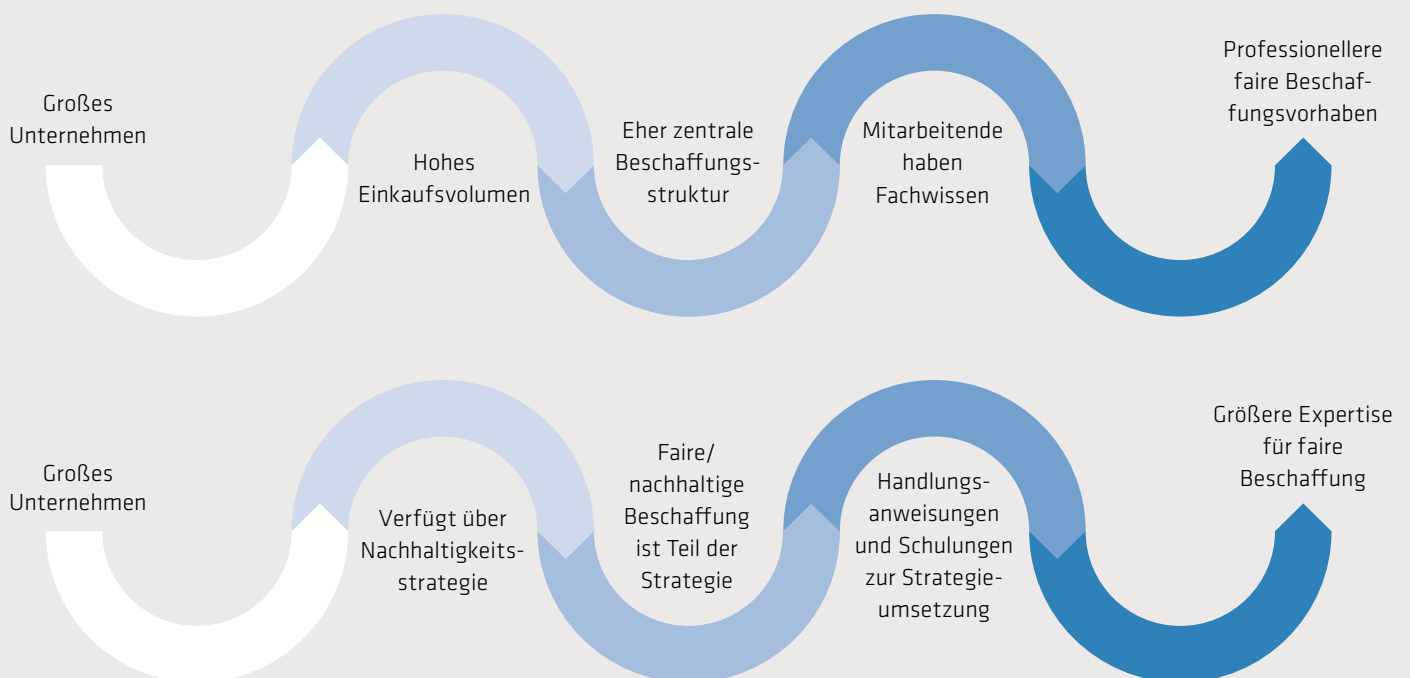 Großes
Unternehmen
Hohes
Einkaufsvolumen
Eher zentrale
Beschaffungs-
struktur
Mitarbeitende
haben
Fachwissen
Professionellere
faire Beschaf-
fungsvorhaben
Großes
Unternehmen
Verfügt über
Nachhaltigkeits-
strategie
Faire/
nachhaltige
Beschaffung
ist Teil der
Strategie
Handlungs-
anweisungen
und Schulungen
zur Strategie-
umsetzung
Größere Expertise
für faire
Beschaffung